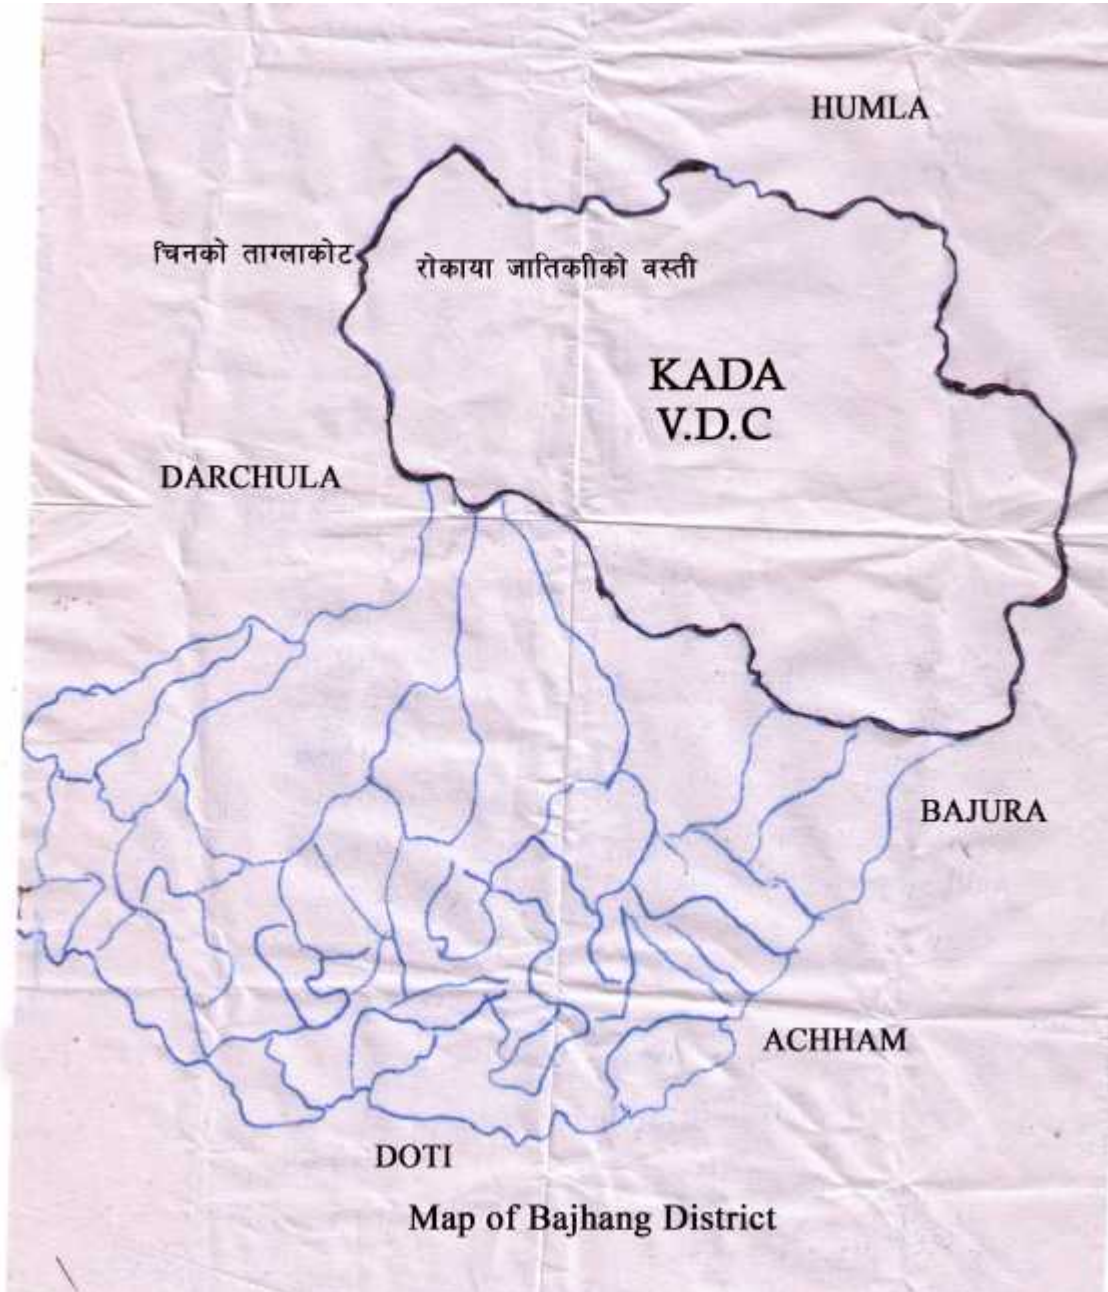 HUMLA
चिनको ताग्लाकोट
रोकाया जातिकाीको वस्ती
KADA
V.D.C
DARCHULA
BAJURA
ACHHAM
DOTI
Map of Bajhang District